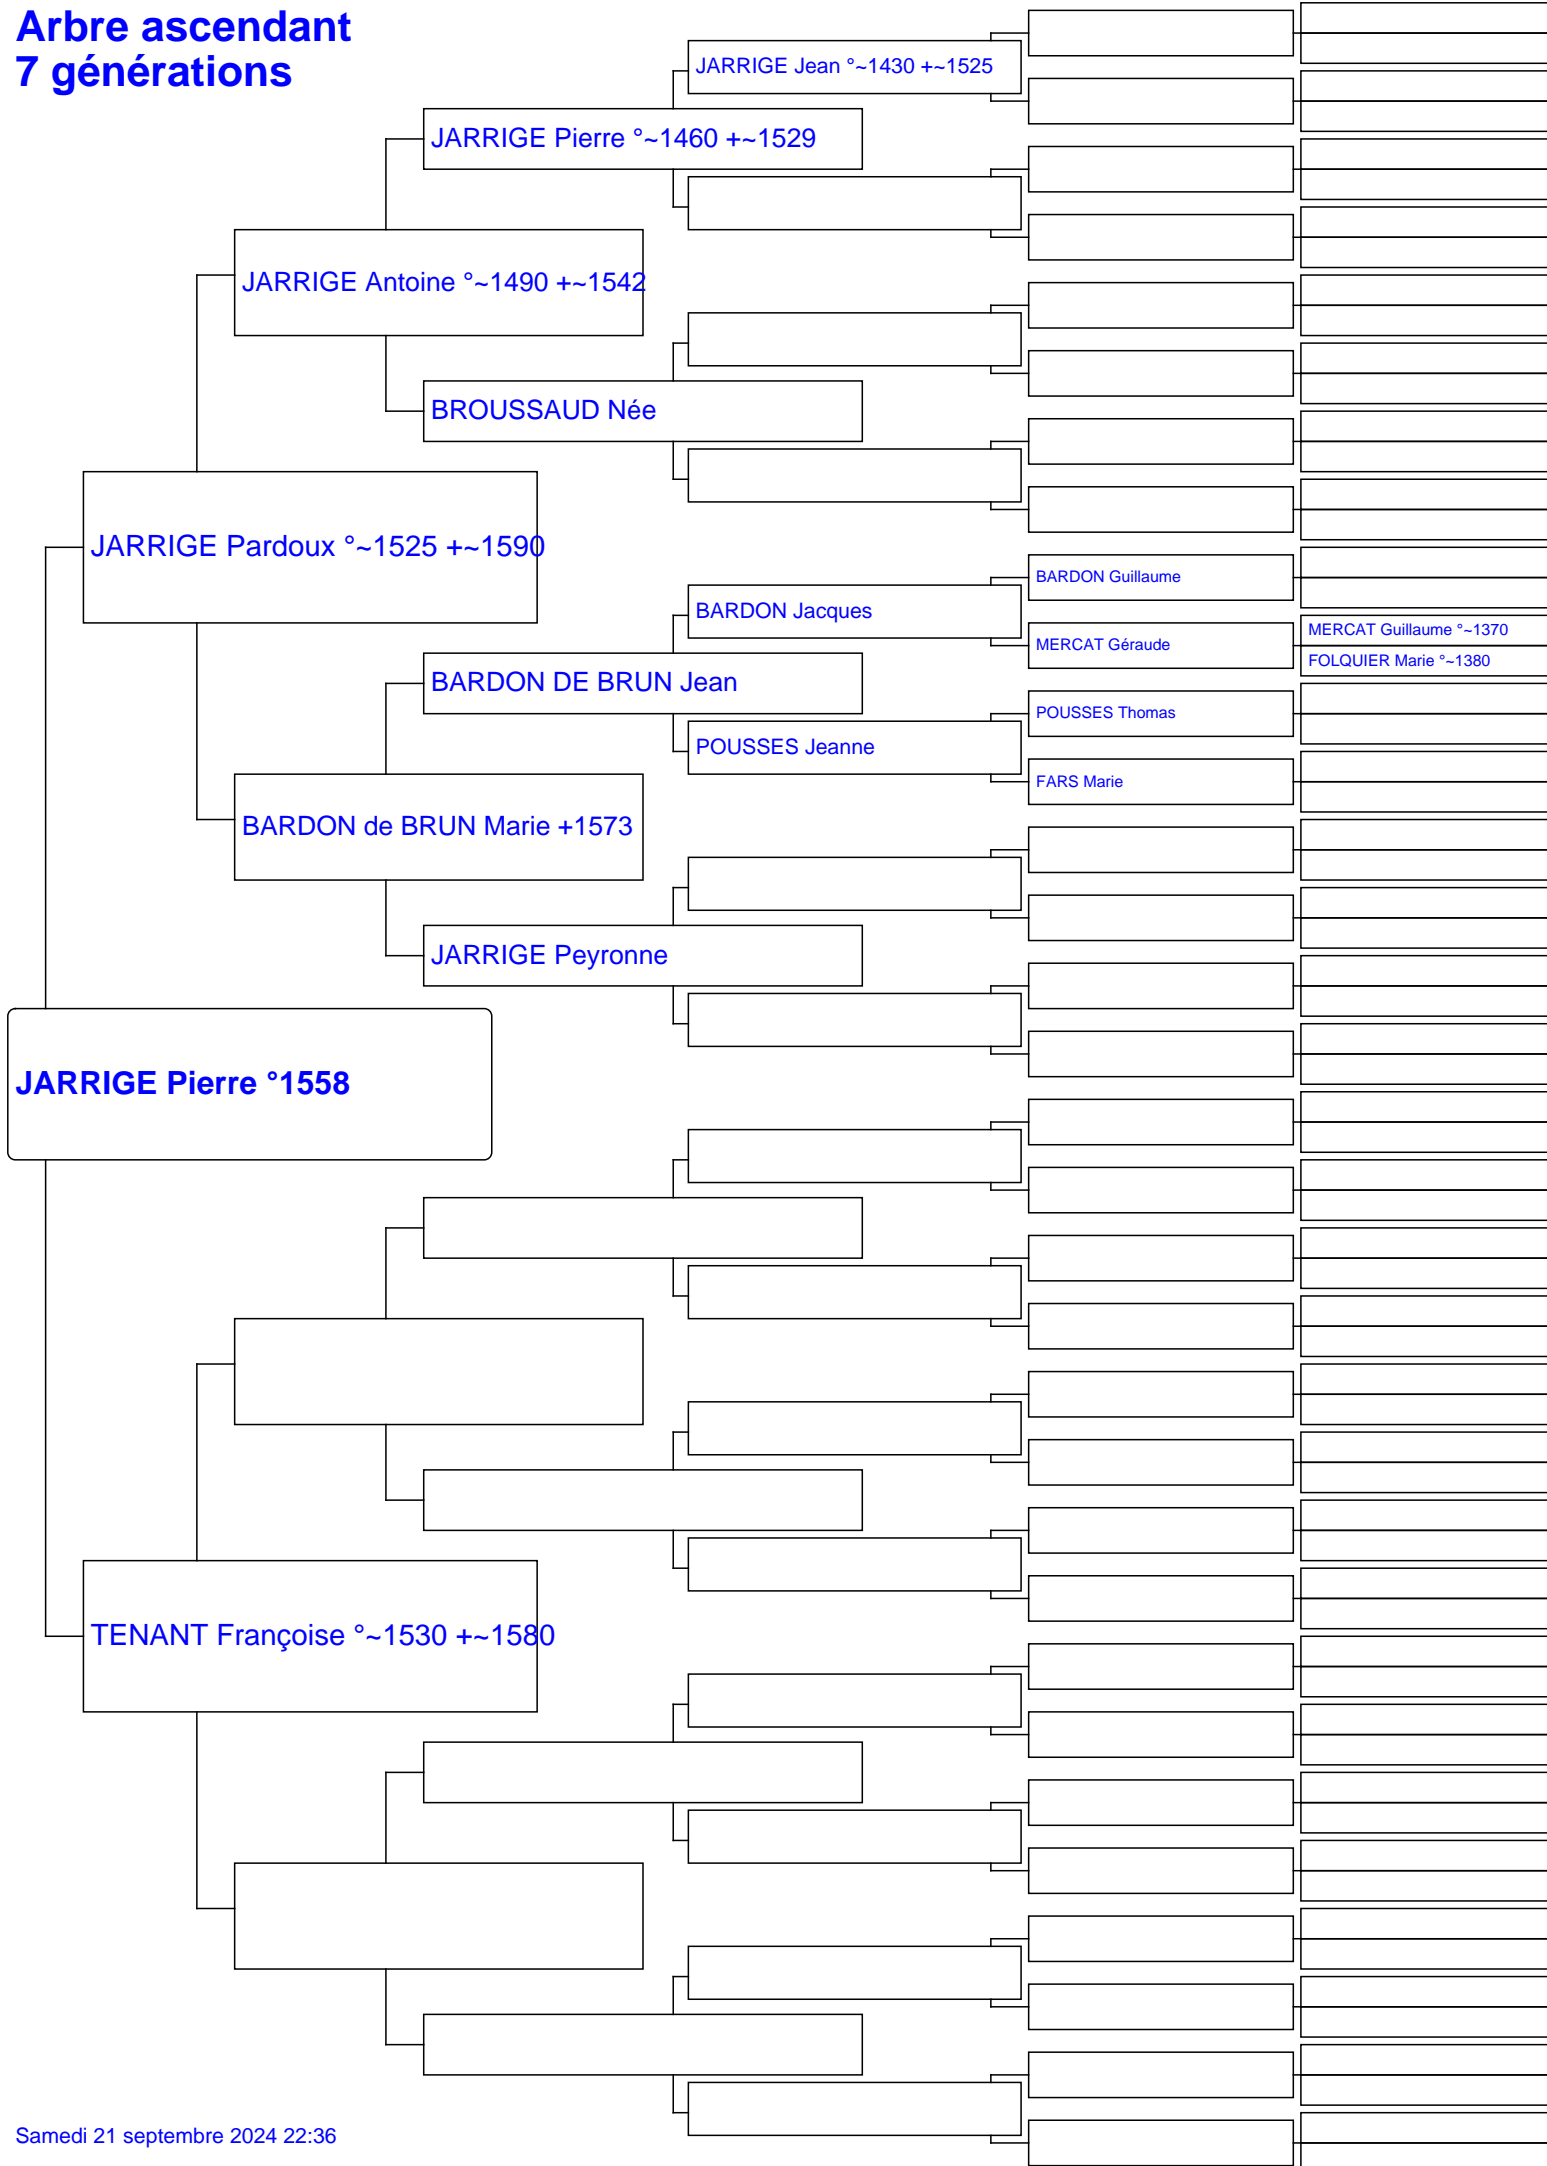 Arbre ascendant
7 générations
JARRIGE Jean °~1430 +~1525
JARRIGE Pierre °~1460 +~1529
JARRIGE Antoine °~1490 +~1542
BROUSSAUD Née
JARRIGE Pardoux °~1525 +~1590
BARDON Guillaume
BARDON Jacques
MERCAT Guillaume °~1370
MERCAT Géraude
FOLQUIER Marie °~1380
BARDON DE BRUN Jean
POUSSES Thomas
POUSSES Jeanne
FARS Marie
BARDON de BRUN Marie +1573
JARRIGE Peyronne
JARRIGE Pierre °1558
TENANT Françoise °~1530 +~1580
Samedi 21 septembre 2024 22:36